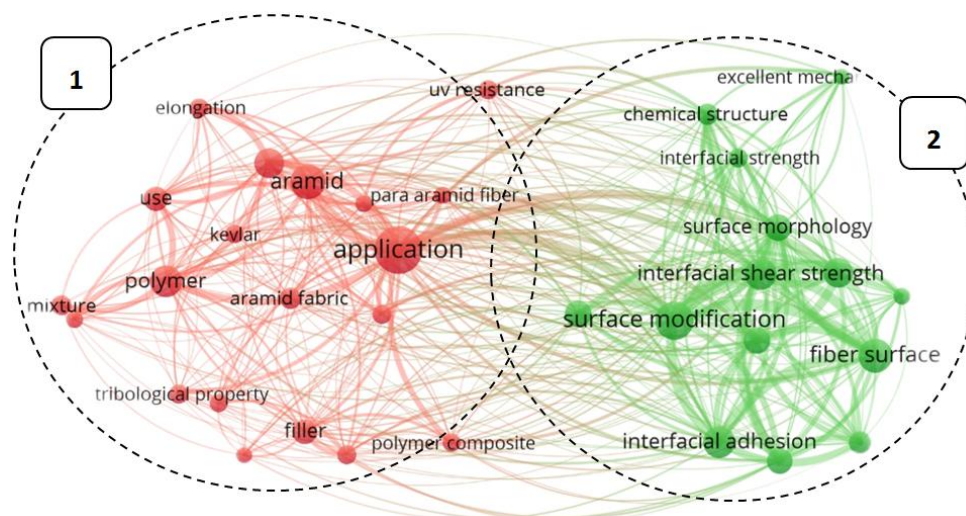 1
elongation
aramid
use
para aramid fiber
kevlar
application
polymer
mixture
aramid fabric
tribological property
filler
polymer composite
uv resistance
2
excellent mechar
chemical structure
interfacial strength
surface morphology
interfacial shear strength
surface modification
fiber surface
interfacial adhesion